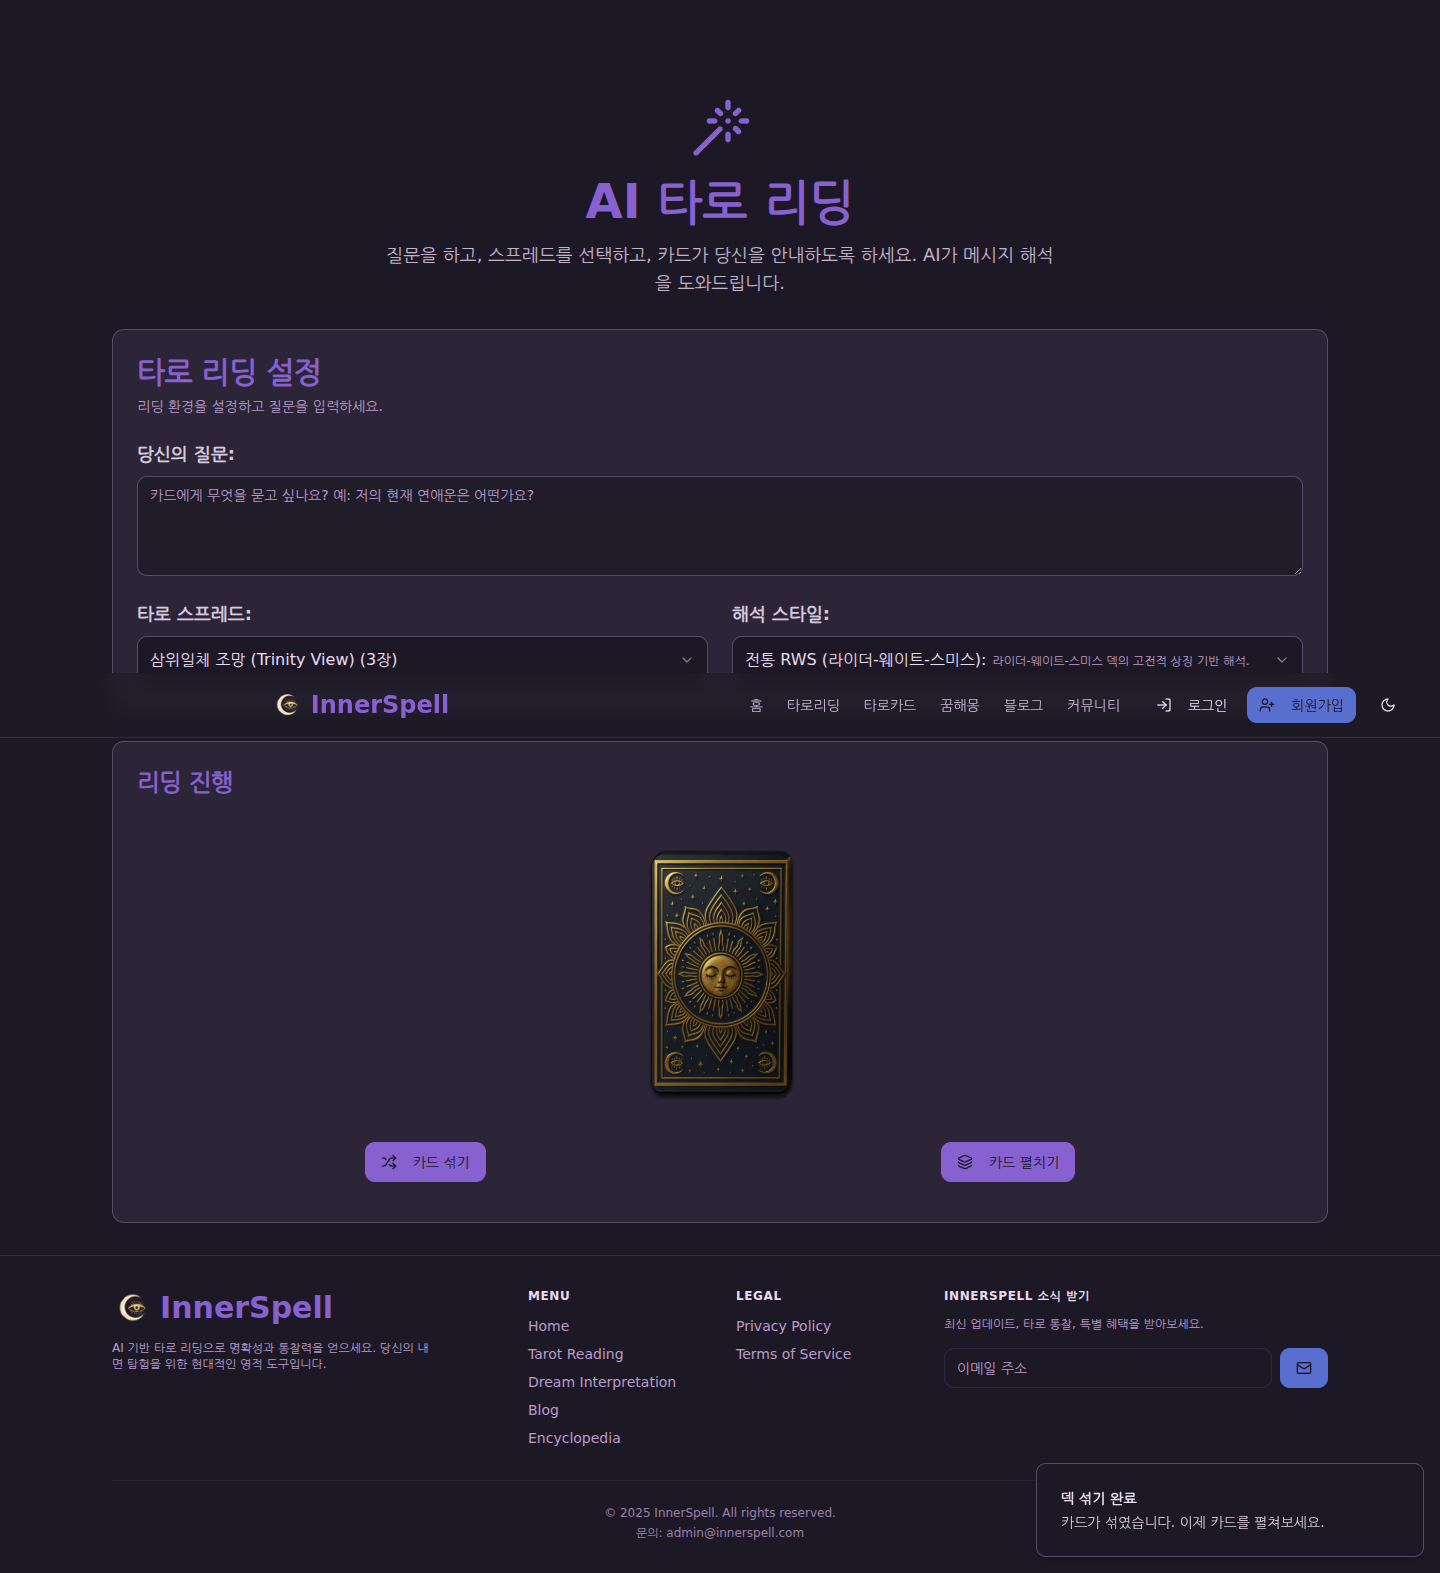 AI 타로 리딩
질문을 하고, 스프레드를 선택하고, 카드가 당신을 안내하도록 하세요. AI가 메시지 해석
을 도와드립니다.
타로 리딩 설정
리딩 환경을 설정하고 질문을 입력하세요.
당신의 질문:
카드에게 무엇을 묻고 싶나요? 예: 저의 현재 연애운은 어떤가요?
타로 스프레드:
삼위일체 조망 (Trinity View) (3장)
해석 스타일:
전통 RWS (라이더-웨이트-스미스): 라이더-웨이트-스미스 덱의 고전적 상징 기반 해석.
InnerSpell
홈 타로리딩 타로카드 꿈해몽 블로그 커뮤니티 로그인 회원가입
리딩 진행
카드 섞기
카드 펼치기
InnerSpell
AI 기반 타로 리딩으로 명확성과 통찰력을 얻으세요. 당신의 내
면 탐험을 위한 현대적인 영적 도구입니다.
MENU
Home
Tarot Reading
Dream Interpretation
Blog
Encyclopedia
LEGAL
Privacy Policy
Terms of Service
INNERSPELL 소식 받기
최신 업데이트, 타로 통찰, 특별 혜택을 받아보세요.
이메일 주소
© 2025 InnerSpell. All rights reserved.
문의: admin@innerspell.com
덱 섞기 완료
카드가 섞였습니다. 이제 카드를 펼쳐보세요.